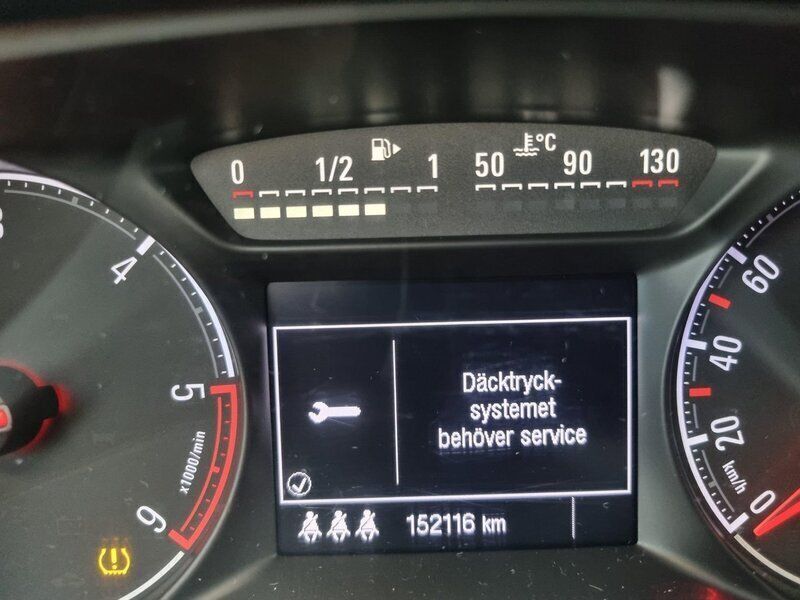 0 1/2 1 50 °C 90 130
3
4
5
6
x1000/min
60
40
20
0
km/h
Däcktryck-
systemet
behöver service
152116 km